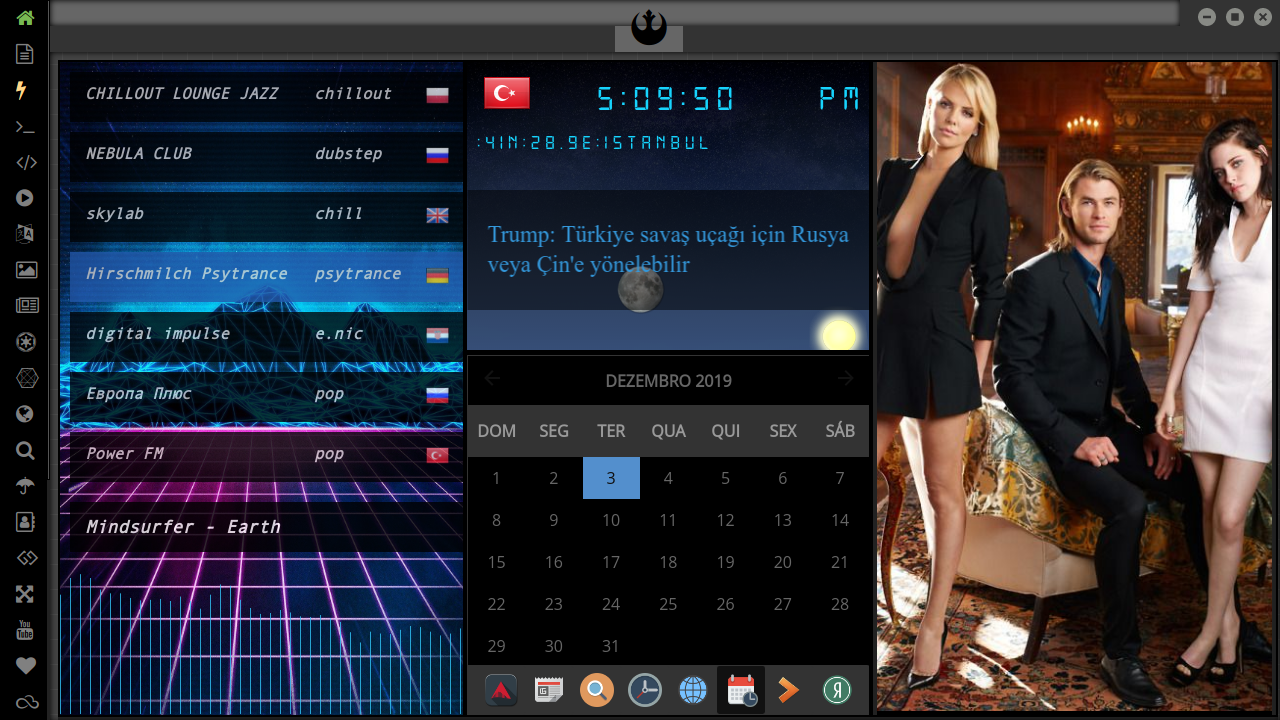 CHILLOUT LOUNGE JAZZ chillout
NEBULA CLUB dubstep
skylab chill
Hirschmilch Psytrance psytrance
digital impulse e.nic
Европа Плюс pop
Power FM pop
Mindsurfer - Earth
5:09:50 PM
:41N:28.9E:ISTANBUL
Trump: Türkiye savaş uçağı için Rusya
veya Çin'e yönelebilir
DEZEMBRO 2019
DOM SEG TER QUA QUI SEX SÁB
1 2 3 4 5 6 7
8 9 10 11 12 13 14
15 16 17 18 19 20 21
22 23 24 25 26 27 28
29 30 31
You
Tube
Я